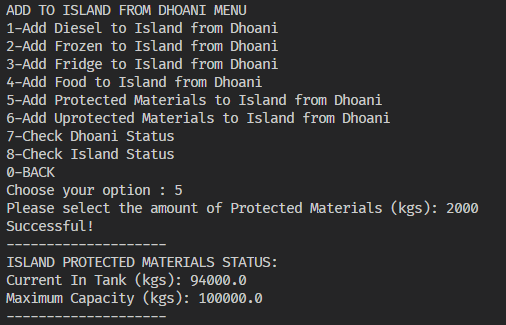 ADD TO ISLAND FROM DHOANI MENU
1-Add Diesel to Island from Dhoani
2-Add Frozen to Island from Dhoani
3-Add Fridge to Island from Dhoani
4-Add Food to Island from Dhoani
5-Add Protected Materials to Island from Dhoani
6-Add Uprotected Materials to Island from Dhoani
7-Check Dhoani Status
8-Check Island Status
0-BACK
Choose your option : 5
Please select the amount of Protected Materials (kgs): 2000
Successful!
--------------------
ISLAND PROTECTED MATERIALS STATUS:
Current In Tank (kgs): 94000.0
Maximum Capacity (kgs): 100000.0
--------------------